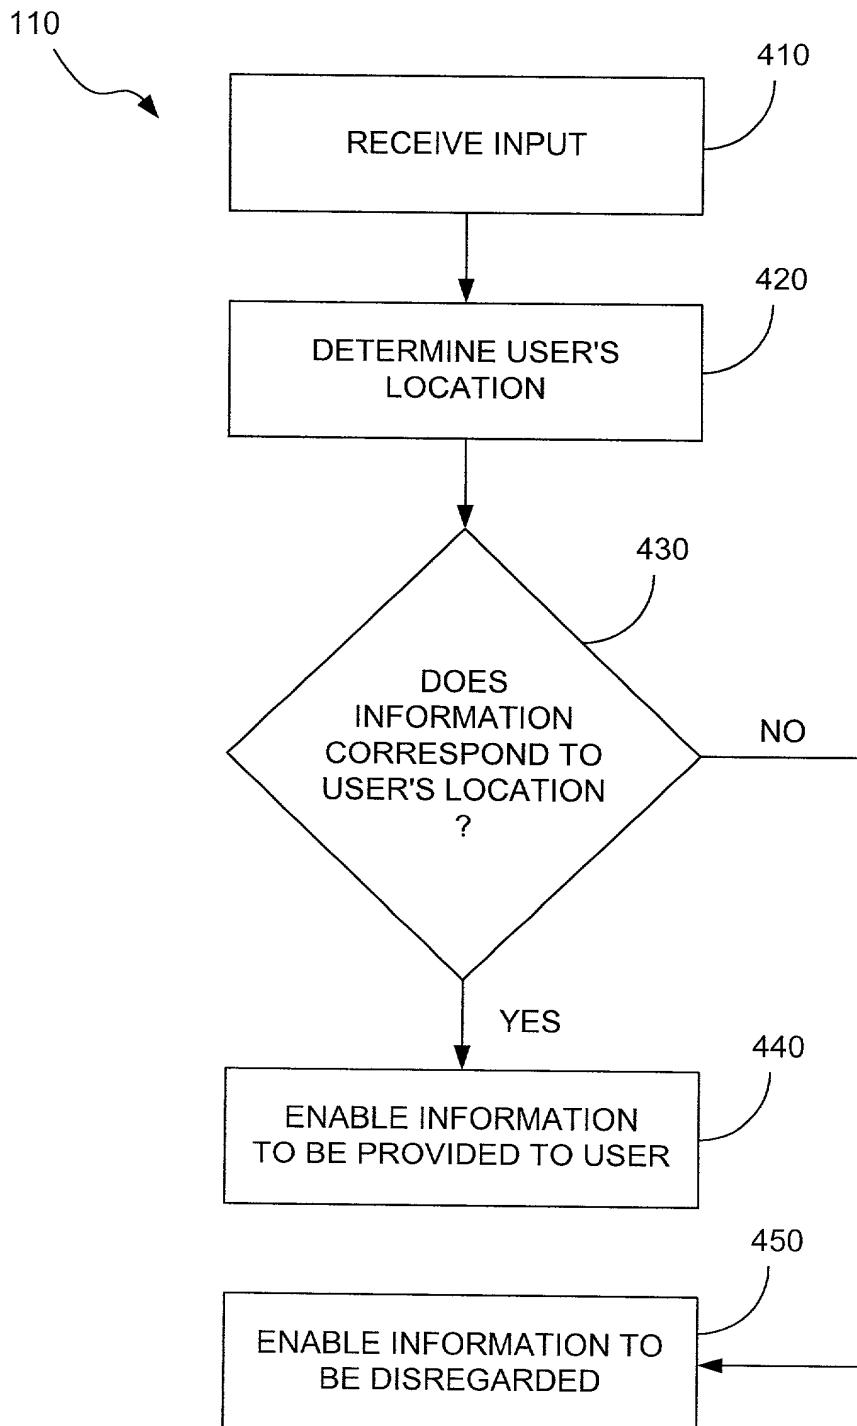 110
410
RECEIVE INPUT
420
DETERMINE USER'S
LOCATION
430
DOES
INFORMATION
CORRESPOND TO
USER'S LOCATION
?
NO
YES
440
ENABLE INFORMATION
TO BE PROVIDED TO USER
450
ENABLE INFORMATION TO
BE DISREGARDED